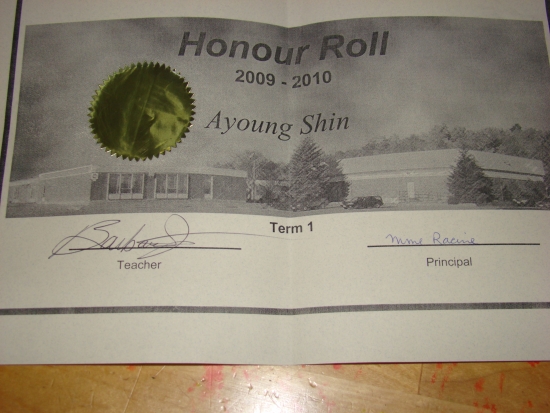 Honour Roll
2009 - 2010
Ayoung Shin
Term 1
Mme Racine
Teacher
Principal